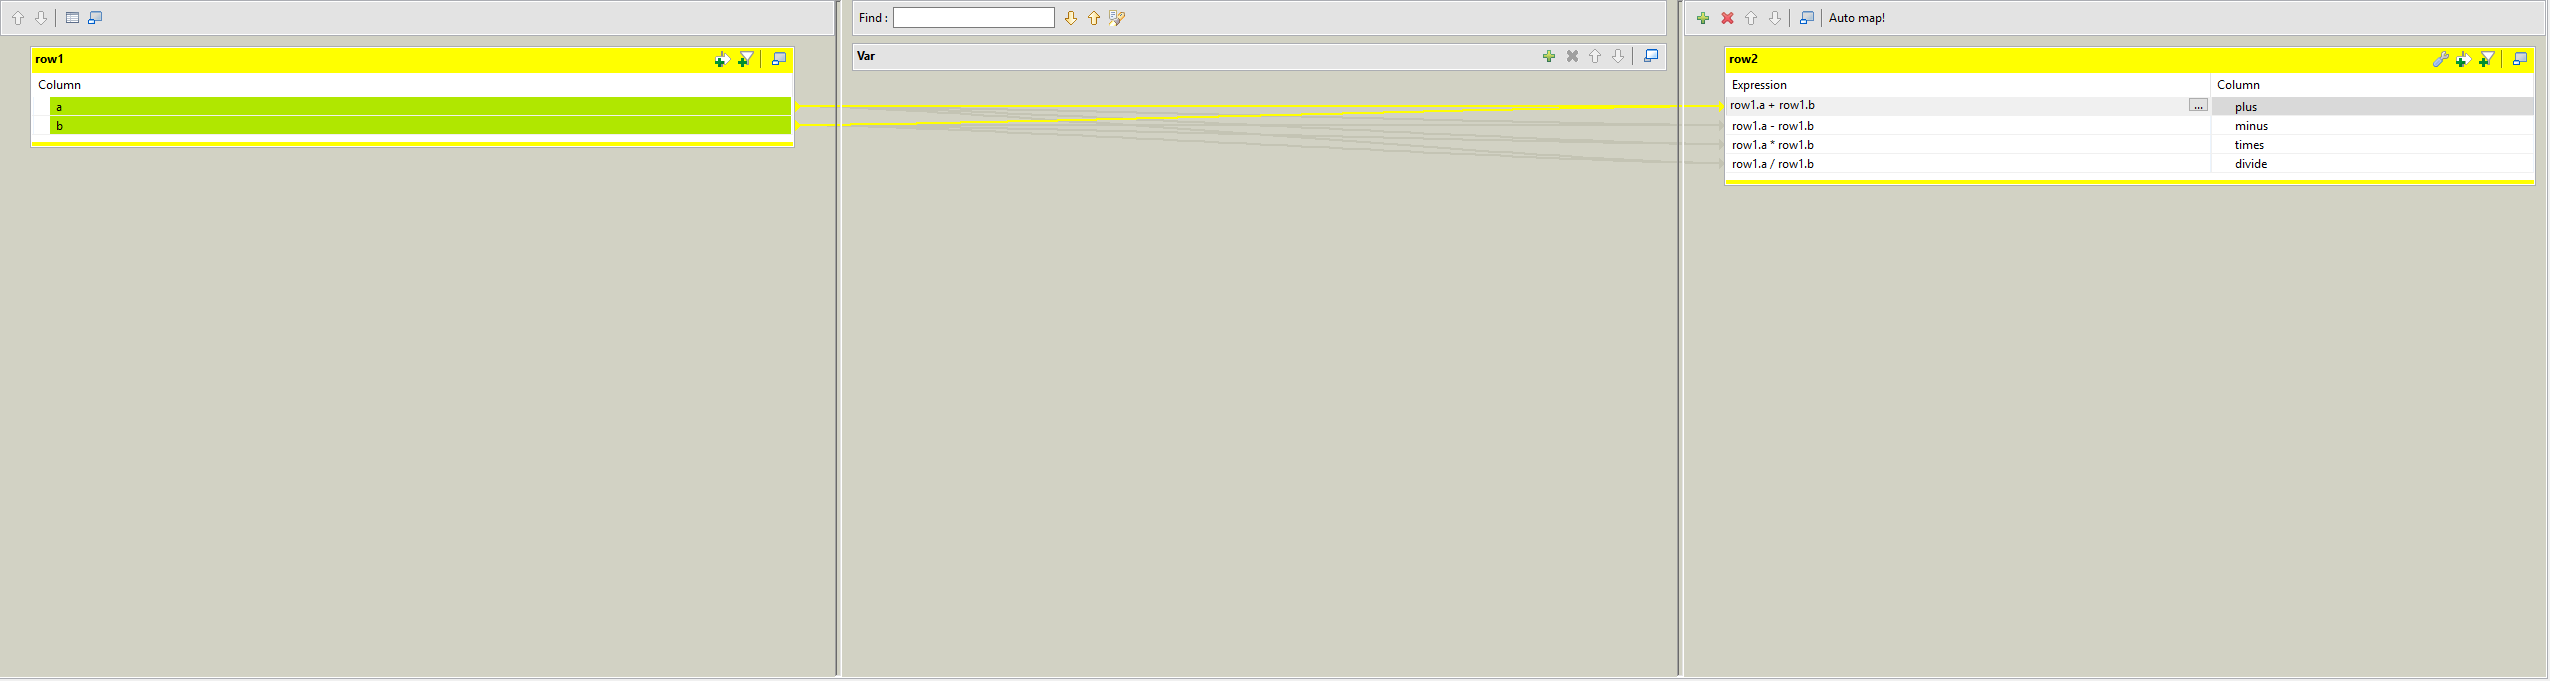 Find :
Auto map!
row1
Var
row2
Column
a
b
Expression Column
row1.a + row1.b ... plus
row1.a - row1.b minus
row1.a * row1.b times
row1.a / row1.b divide